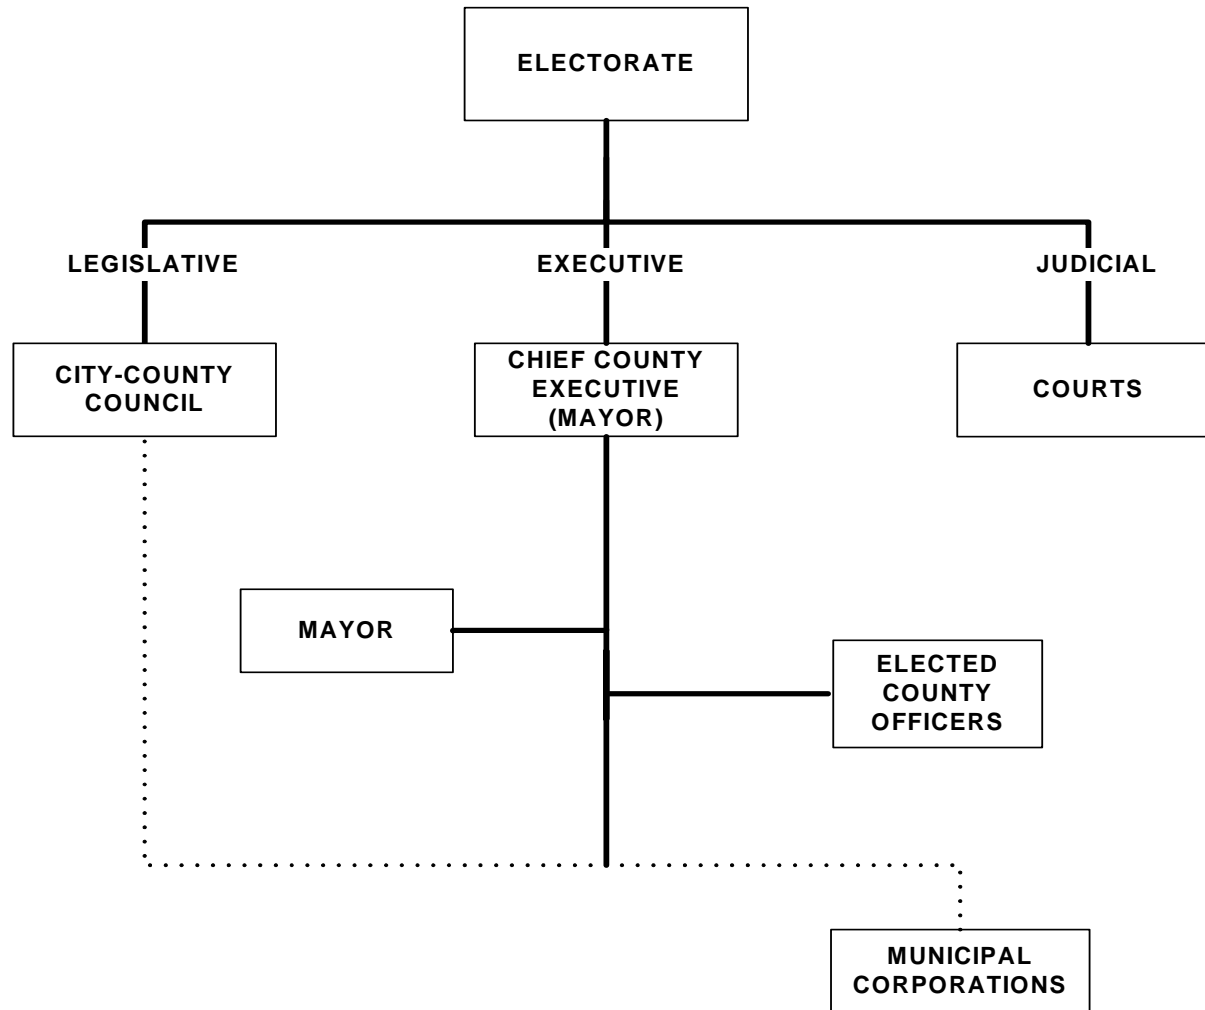 ELECTORATE
LEGISLATIVE
EXECUTIVE
JUDICIAL
CITY-COUNTY
COUNCIL
CHIEF COUNTY
EXECUTIVE
(MAYOR)
COURTS
MAYOR
ELECTED
COUNTY
OFFICERS
MUNICIPAL
CORPORATIONS